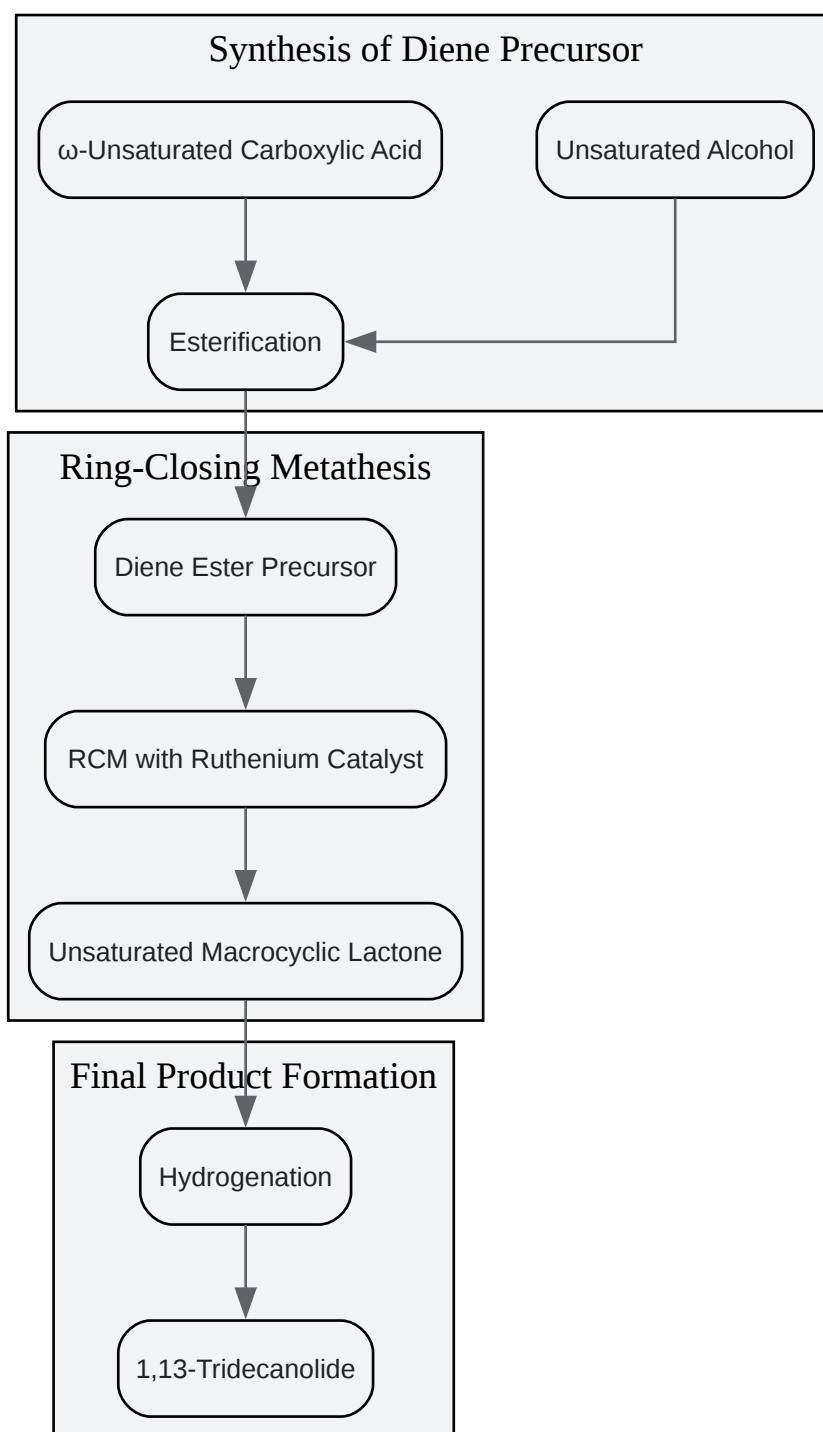 Synthesis of Diene Precursor
ω-Unsaturated Carboxylic Acid
Unsaturated Alcohol
Esterification
Ring-Closing Metathesis
Diene Ester Precursor
RCM with Ruthenium Catalyst
Unsaturated Macrocyclic Lactone
Final Product Formation
Hydrogenation
1,13-Tridecanolide